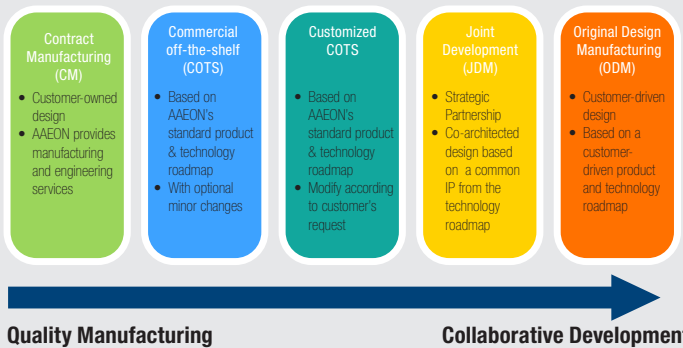 Contract
Manufacturing
(CM)
• Customer-owned
design
• AAEON provides
manufacturing
and engineering
services
Commercial
off-the-shelf
(COTS)
• Based on
AAEON's
standard product
& technology
roadmap
• With optional
minor changes
Customized
COTS
• Based on
AAEON's
standard product
& technology
roadmap
• Modify according
to customer's
request
Joint
Development
(JDM)
• Strategic
Partnership
• Co-architected
design based
on a common
IP from the
technology
roadmap
Original Design
Manufacturing
(ODM)
• Customer-driven
design
• Based on a
customer-
driven product
and technology
roadmap
Quality Manufacturing
Collaborative Development